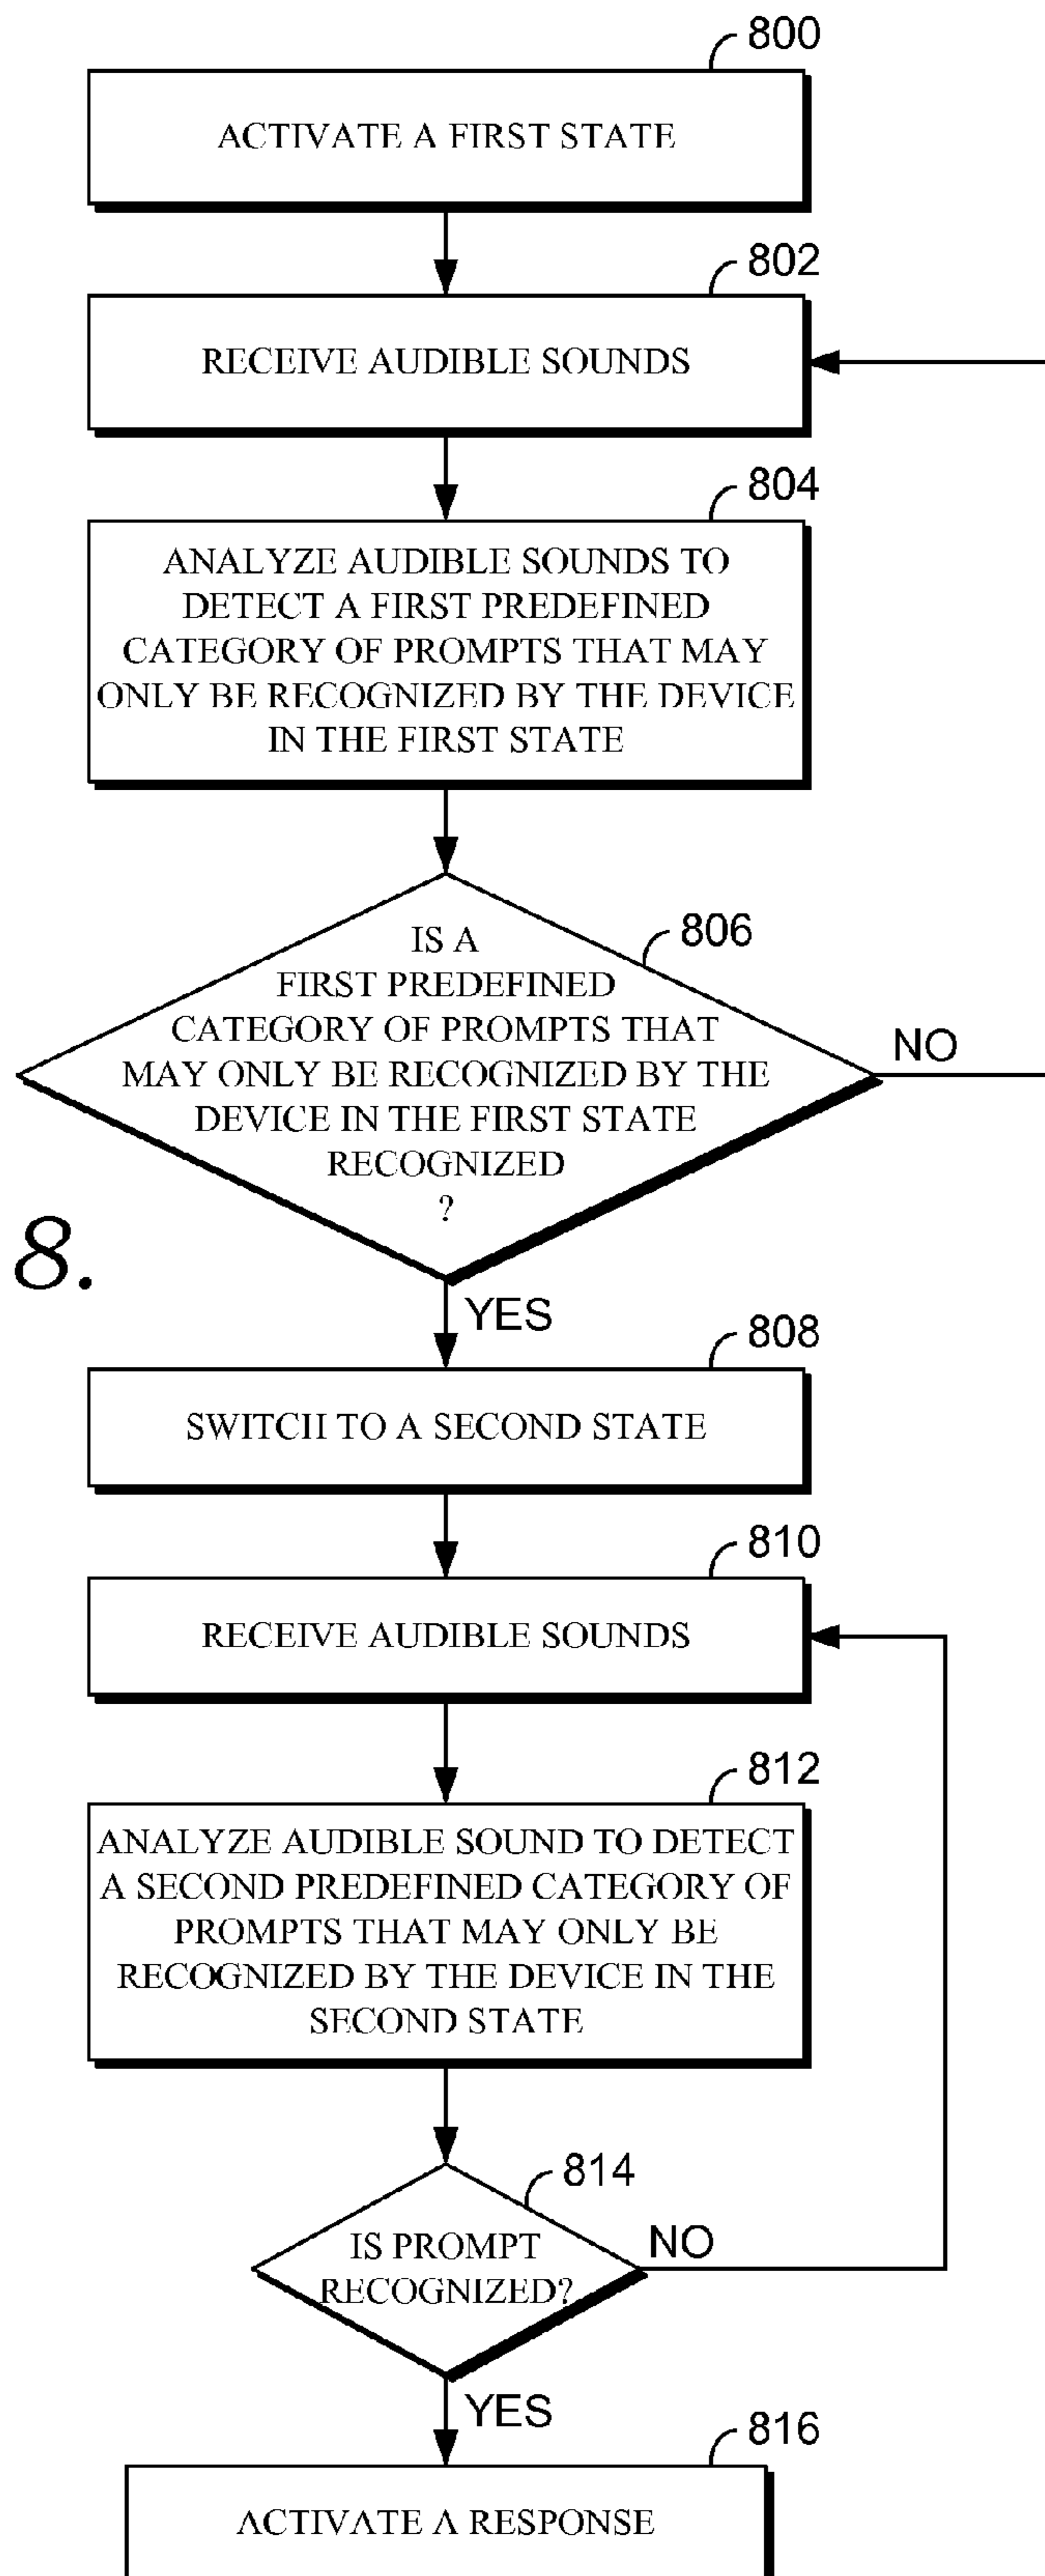 800
ACTIVATE A FIRST STATE
802
RECEIVE AUDIBLE SOUNDS
804
ANALYZE AUDIBLE SOUNDS TO
DETECT A FIRST PREDEFINED
CATEGORY OF PROMPTS THAT MAY
ONLY BE RECOGNIZED BY THE DEVICE
IN THE FIRST STATE
806
IS A
FIRST PREDEFINED
CATEGORY OF PROMPTS THAT
MAY ONLY BE RECOGNIZED BY THE
DEVICE IN THE FIRST STATE
RECOGNIZED
?
NO
8.
YES
808
SWITCH TO A SECOND STATE
810
RECEIVE AUDIBLE SOUNDS
812
ANALYZE AUDIBLE SOUND TO DETECT
A SECOND PREDEFINED CATEGORY OF
PROMPTS THAT MAY ONLY BE
RECOGNIZED BY THE DEVICE IN THE
SECOND STATE
814
IS PROMPT
RECOGNIZED?
NO
YES
816
ACTIVATE A RESPONSE